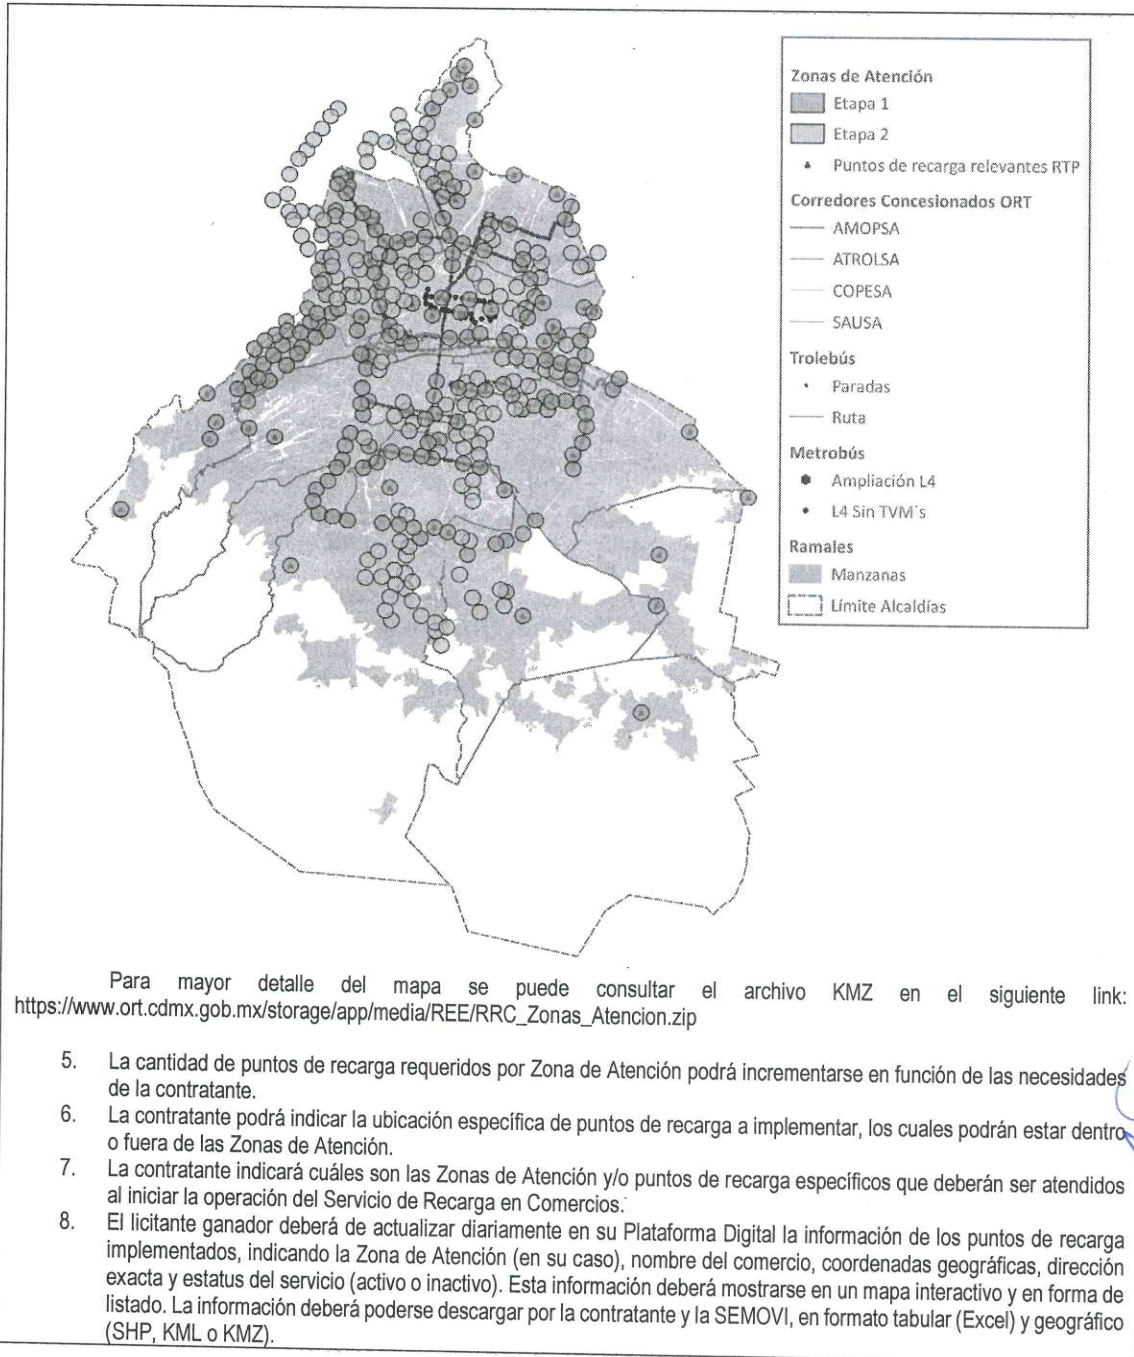 Zonas de Atención
Etapa 1
Etapa 2
Puntos de recarga relevantes RTP
Corredores Concesionados ORT
AMOPSA
ATROLSA
COPESA
SAUSA
Trolebús
Paradas
Ruta
Metrobús
Ampliación L4
L4 Sin TVM´s
Ramales
Manzanas
Límite Alcaldías
Para mayor detalle del mapa se puede consultar el archivo KMZ en el siguiente link:
https://www.ort.cdmx.gob.mx/storage/app/media/REE/RRC_Zonas_Atencion.zip
5. La cantidad de puntos de recarga requeridos por Zona de Atención podrá incrementarse en función de las necesidades
de la contratante.
6. La contratante podrá indicar la ubicación específica de puntos de recarga a implementar, los cuales podrán estar dentro
o fuera de las Zonas de Atención.
7. La contratante indicará cuáles son las Zonas de Atención y/o puntos de recarga específicos que deberán ser atendidos
al iniciar la operación del Servicio de Recarga en Comercios.
8. El licitante ganador deberá de actualizar diariamente en su Plataforma Digital la información de los puntos de recarga
implementados, indicando la Zona de Atención (en su caso), nombre del comercio, coordenadas geográficas, dirección
exacta y estatus del servicio (activo o inactivo). Esta información deberá mostrarse en un mapa interactivo y en forma de
listado. La información deberá poderse descargar por la contratante y la SEMOVI, en formato tabular (Excel) y geográfico
(SHP, KML o KMZ).